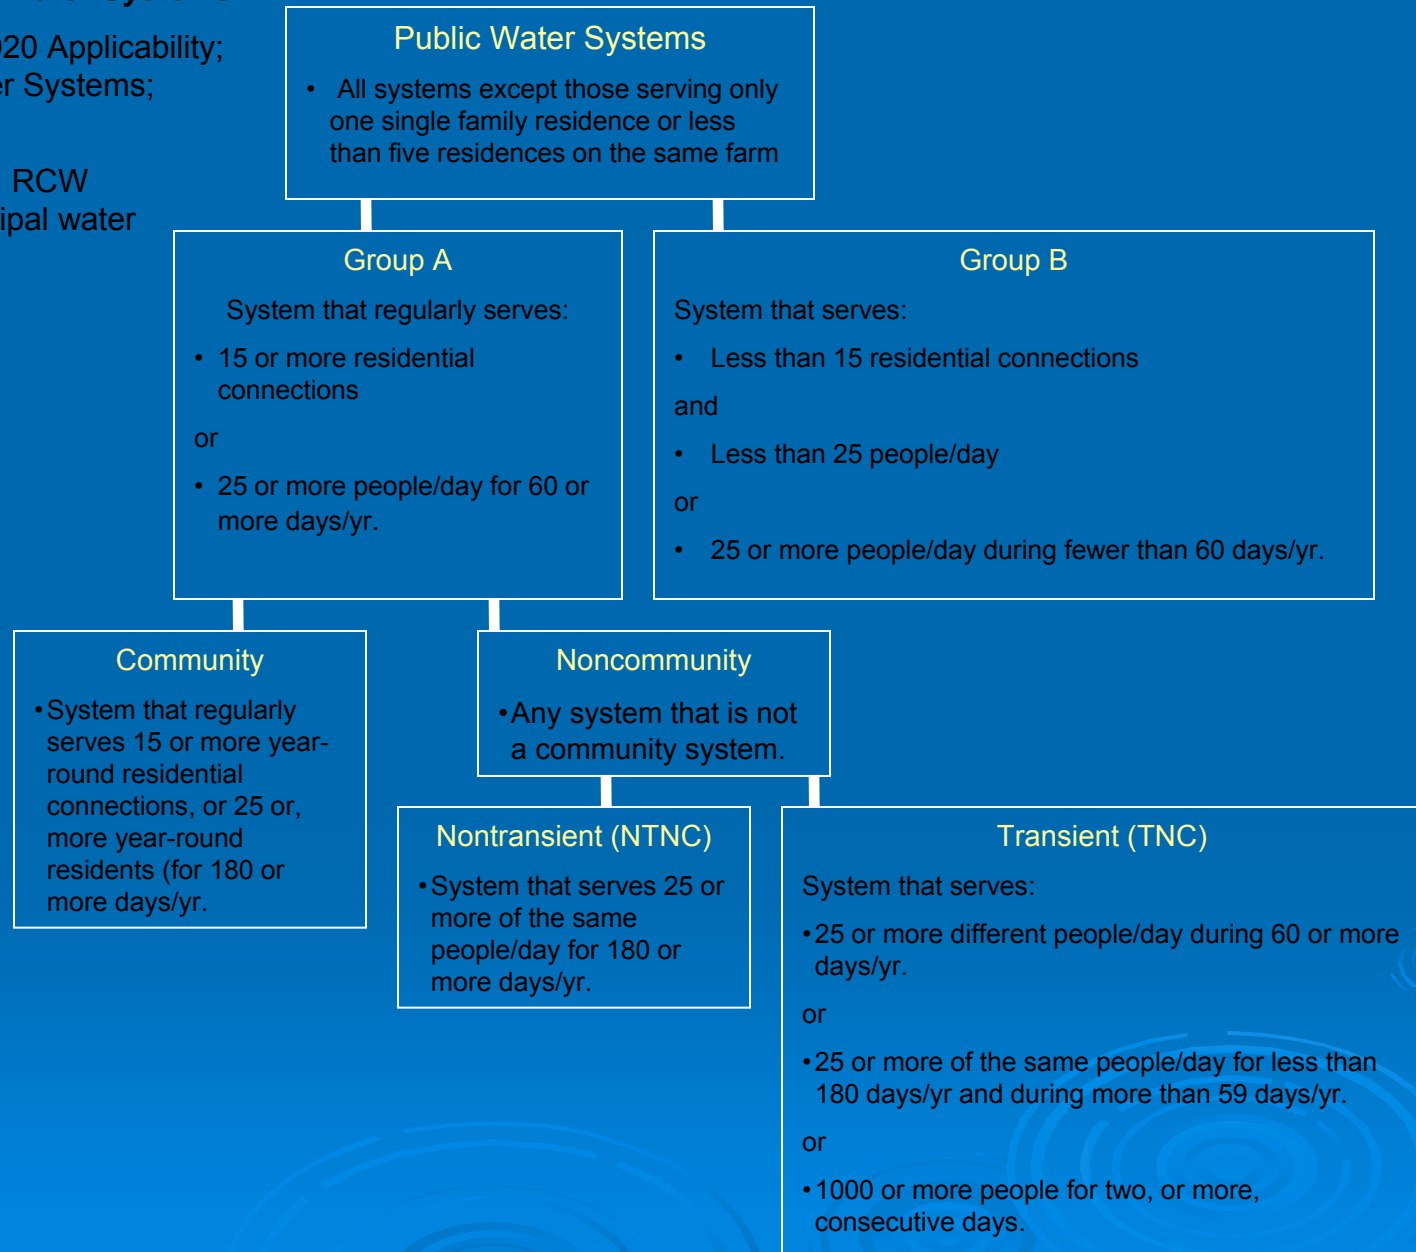 020 Applicability;
Systems;
RCW
water
Public Water Systems
• All systems except those serving only
one single family residence or less
than five residences on the same farm
Group A
System that regularly serves:
• 15 or more residential
connections
or
• 25 or more people/day for 60 or
more days/yr.
Group B
System that serves:
• Less than 15 residential connections
and
• Less than 25 people/day
or
• 25 or more people/day during fewer than 60 days/yr.
Community
• System that regularly
serves 15 or more year-
round residential
connections, or 25 or,
more year-round
residents (for 180 or
more days/yr.
Noncommunity
• Any system that is not
a community system.
Nontransient (NTNC)
• System that serves 25 or
more of the same
people/day for 180 or
more days/yr.
Transient (TNC)
System that serves:
• 25 or more different people/day during 60 or more
days/yr.
or
• 25 or more of the same people/day for less than
180 days/yr and during more than 59 days/yr.
or
• 1000 or more people for two, or more,
consecutive days.